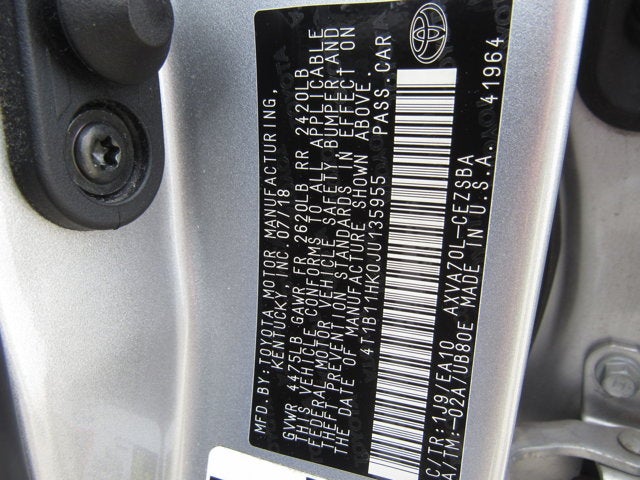 MFD. BY: TOYOTA MOTOR MANUFACTURING,
KENTUCKY, INC. 07/18
GVWR 4475LB GAWR FR 2620LB RR 2420LB
THIS VEHICLE CONFORMS TO ALL APPLICABLE
FEDERAL MOTOR VEHICLE SAFETY, BUMPER, AND
THEFT PREVENTION STANDARDS IN EFFECT ON
THE DATE OF MANUFACTURE SHOWN ABOVE.
4T1B11HK0JU135955 PASS. CAR
C/TR: 1J9/EA10 AXVA70L-CEZSBA
A/TM: -02A/UB80E MADE IN U.S.A. 41964